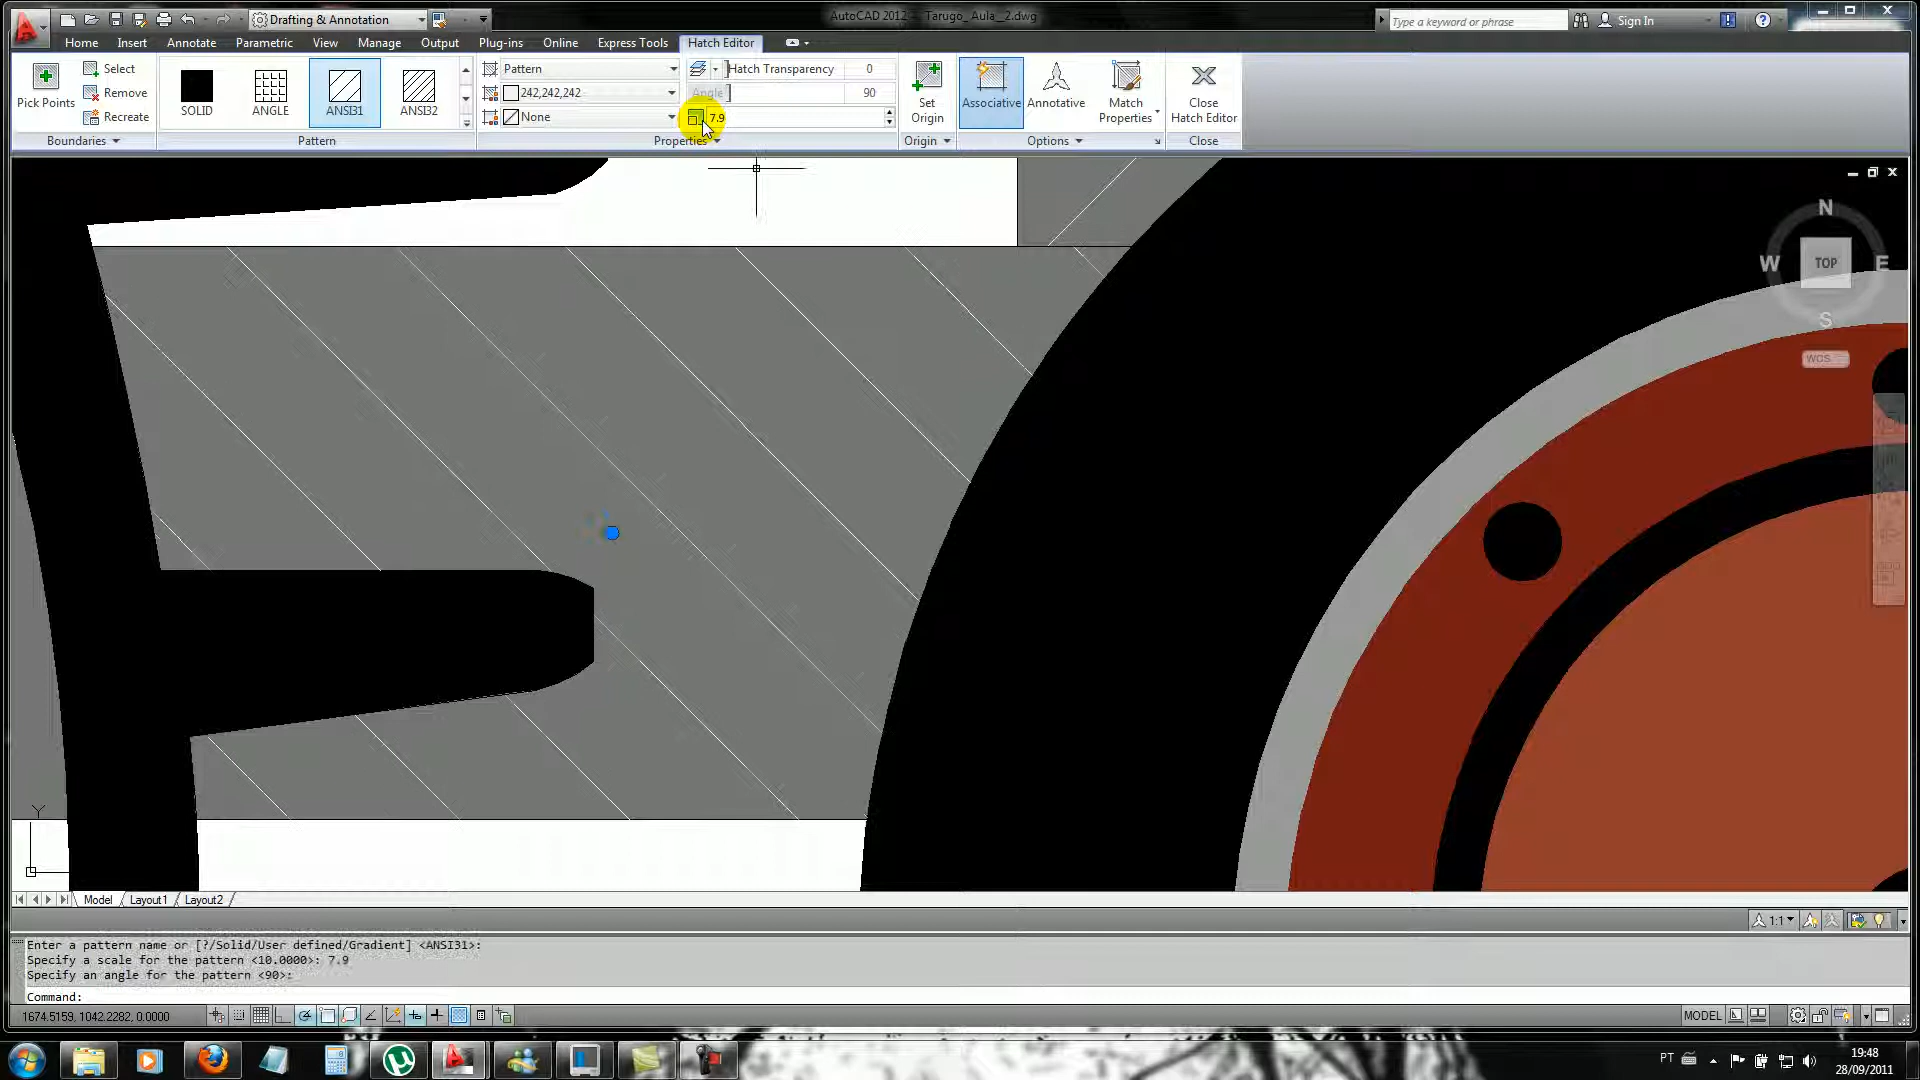 Drafting & Annotation
AutoCAD 2012
Tarugo_Aula_2.dwg
Type a keyword or phrase
Sign In
Home
Insert
Annotate
Parametric
View
Manage
Output
Plug-ins
Online
Express Tools
Hatch Editor
Pick Points
Select
Remove
Recreate
Boundaries
SOLID
ANGLE
ANSI31
ANSI32
Pattern
Pattern
242,242,242
None
Hatch Transparency 0
Angle 90
7.9
Properties
Set Origin
Origin
Associative
Annotative
Match Properties
Options
Close Hatch Editor
Close
N
W
TOP
E
S
WCS
Y
Model
Layout1
Layout2
1:1
Enter a pattern name or [?/Solid/User defined/Gradient] <ANSI31>:
Specify a scale for the pattern <10.0000>: 7.9
Specify an angle for the pattern <90>:
Command:
1674.5159, 1042.2282, 0.0000
MODEL
PT
19:48
28/09/2011